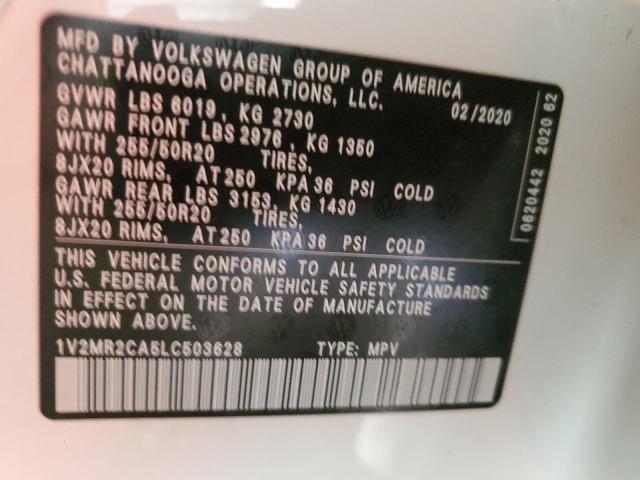 MFD BY VOLKSWAGEN GROUP OF AMERICA
CHATTANOOGA OPERATIONS, LLC. 02/2020
GVWR LBS 6019, KG 2730
GAWR FRONT LBS 2976, KG 1350
WITH 255/50R20 TIRES,
8JX20 RIMS, AT 250 KPA 36 PSI COLD
GAWR REAR LBS 3153, KG 1430
WITH 255/50R20 TIRES,
8JX20 RIMS, AT 250 KPA 36 PSI COLD
THIS VEHICLE CONFORMS TO ALL APPLICABLE
U.S. FEDERAL MOTOR VEHICLE SAFETY STANDARDS
IN EFFECT ON THE DATE OF MANUFACTURE
SHOWN ABOVE.
1V2MR2CA5LC503628 TYPE: MPV
0620442 2020 62